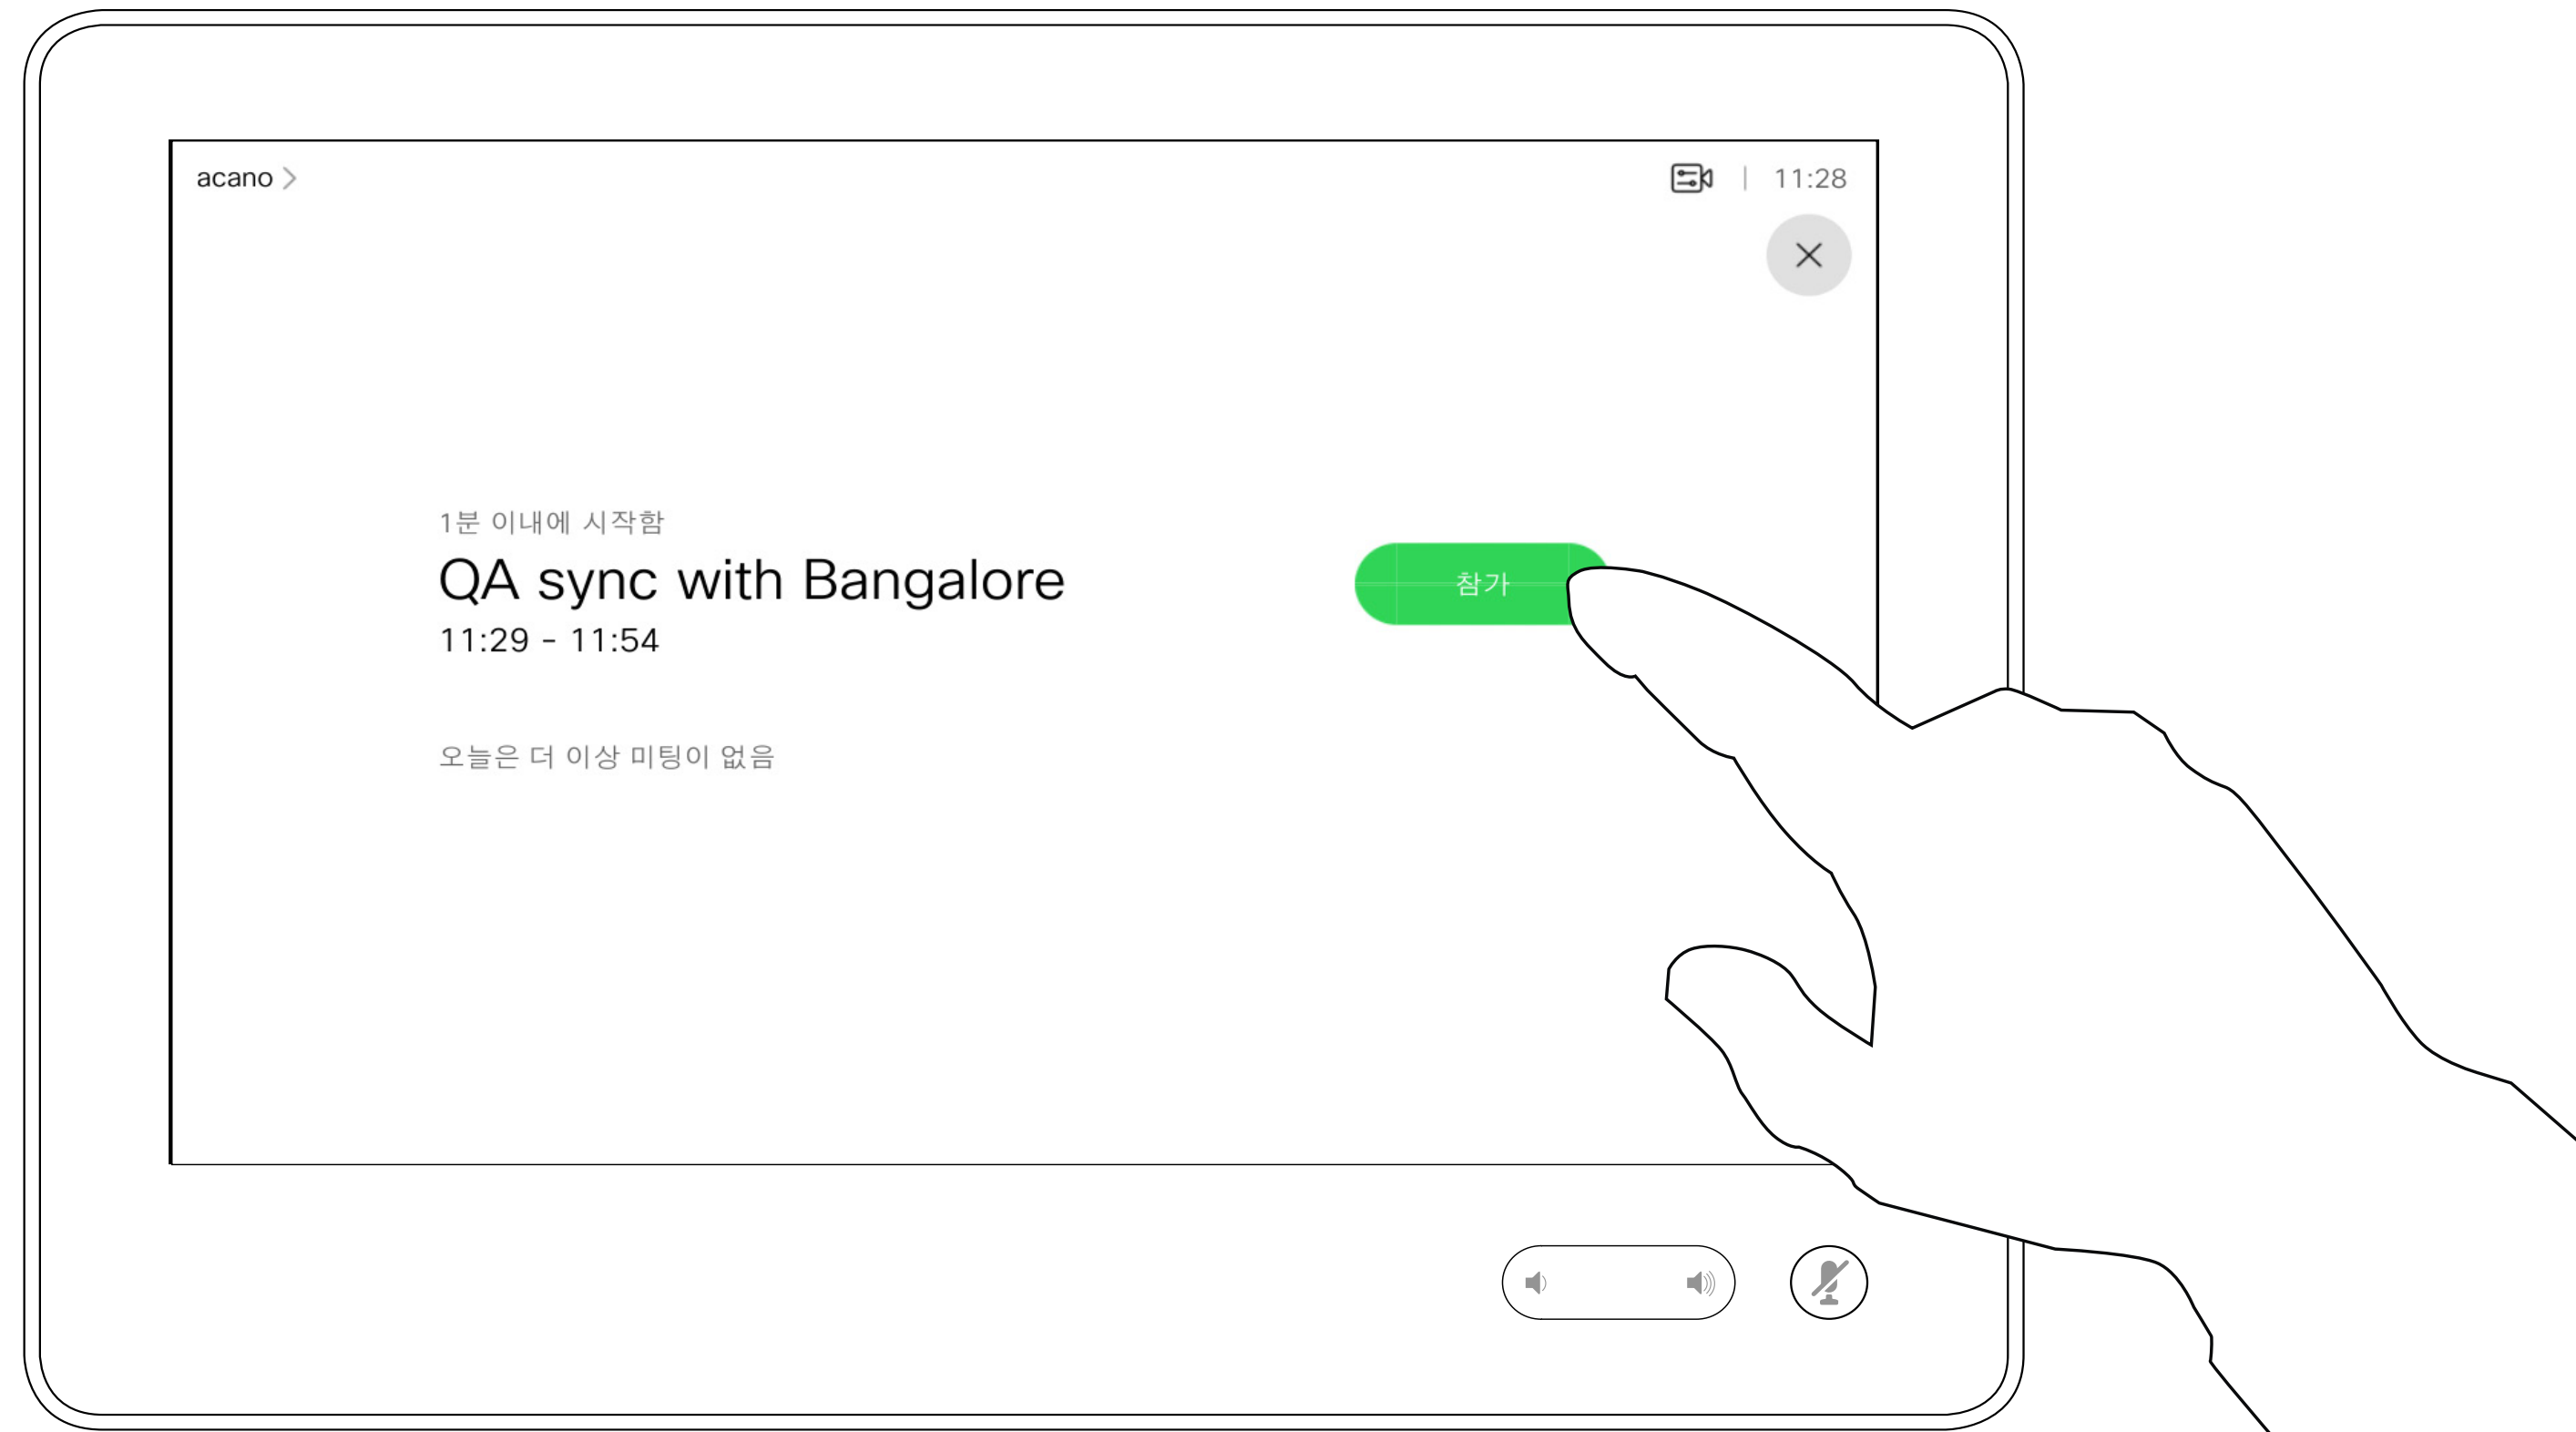 acano
11:28
1분 이내에 시작함
QA sync with Bangalore
11:29 - 11:54
참가
오늘은 더 이상 미팅이 없음